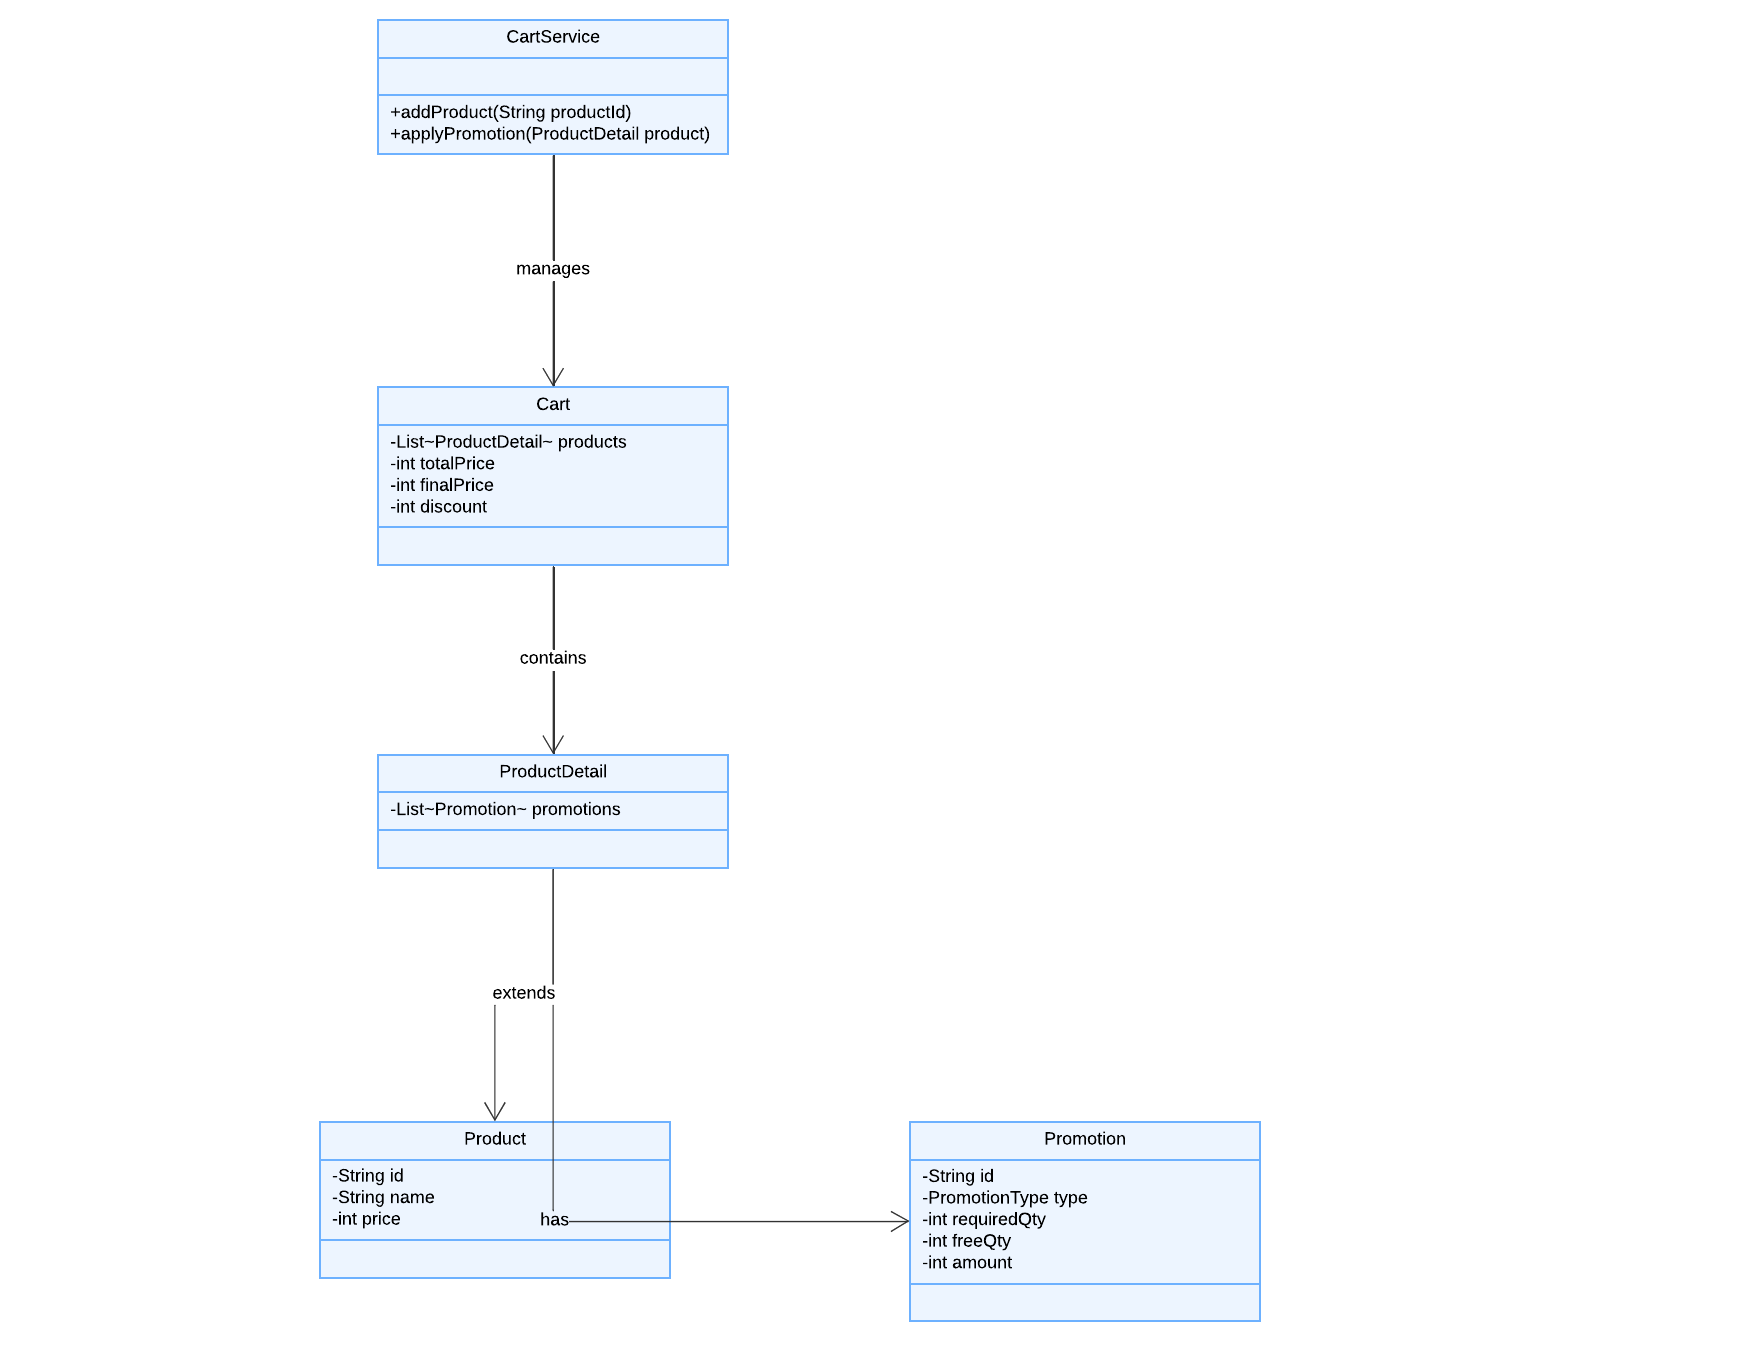 CartService
+addProduct(String productId)
+applyPromotion(ProductDetail product)
manages
Cart
-List~ProductDetail~ products
-int totalPrice
-int finalPrice
-int discount
contains
ProductDetail
-List~Promotion~ promotions
extends
Product
-String id
-String name
-int price
has
Promotion
-String id
-PromotionType type
-int requiredQty
-int freeQty
-int amount